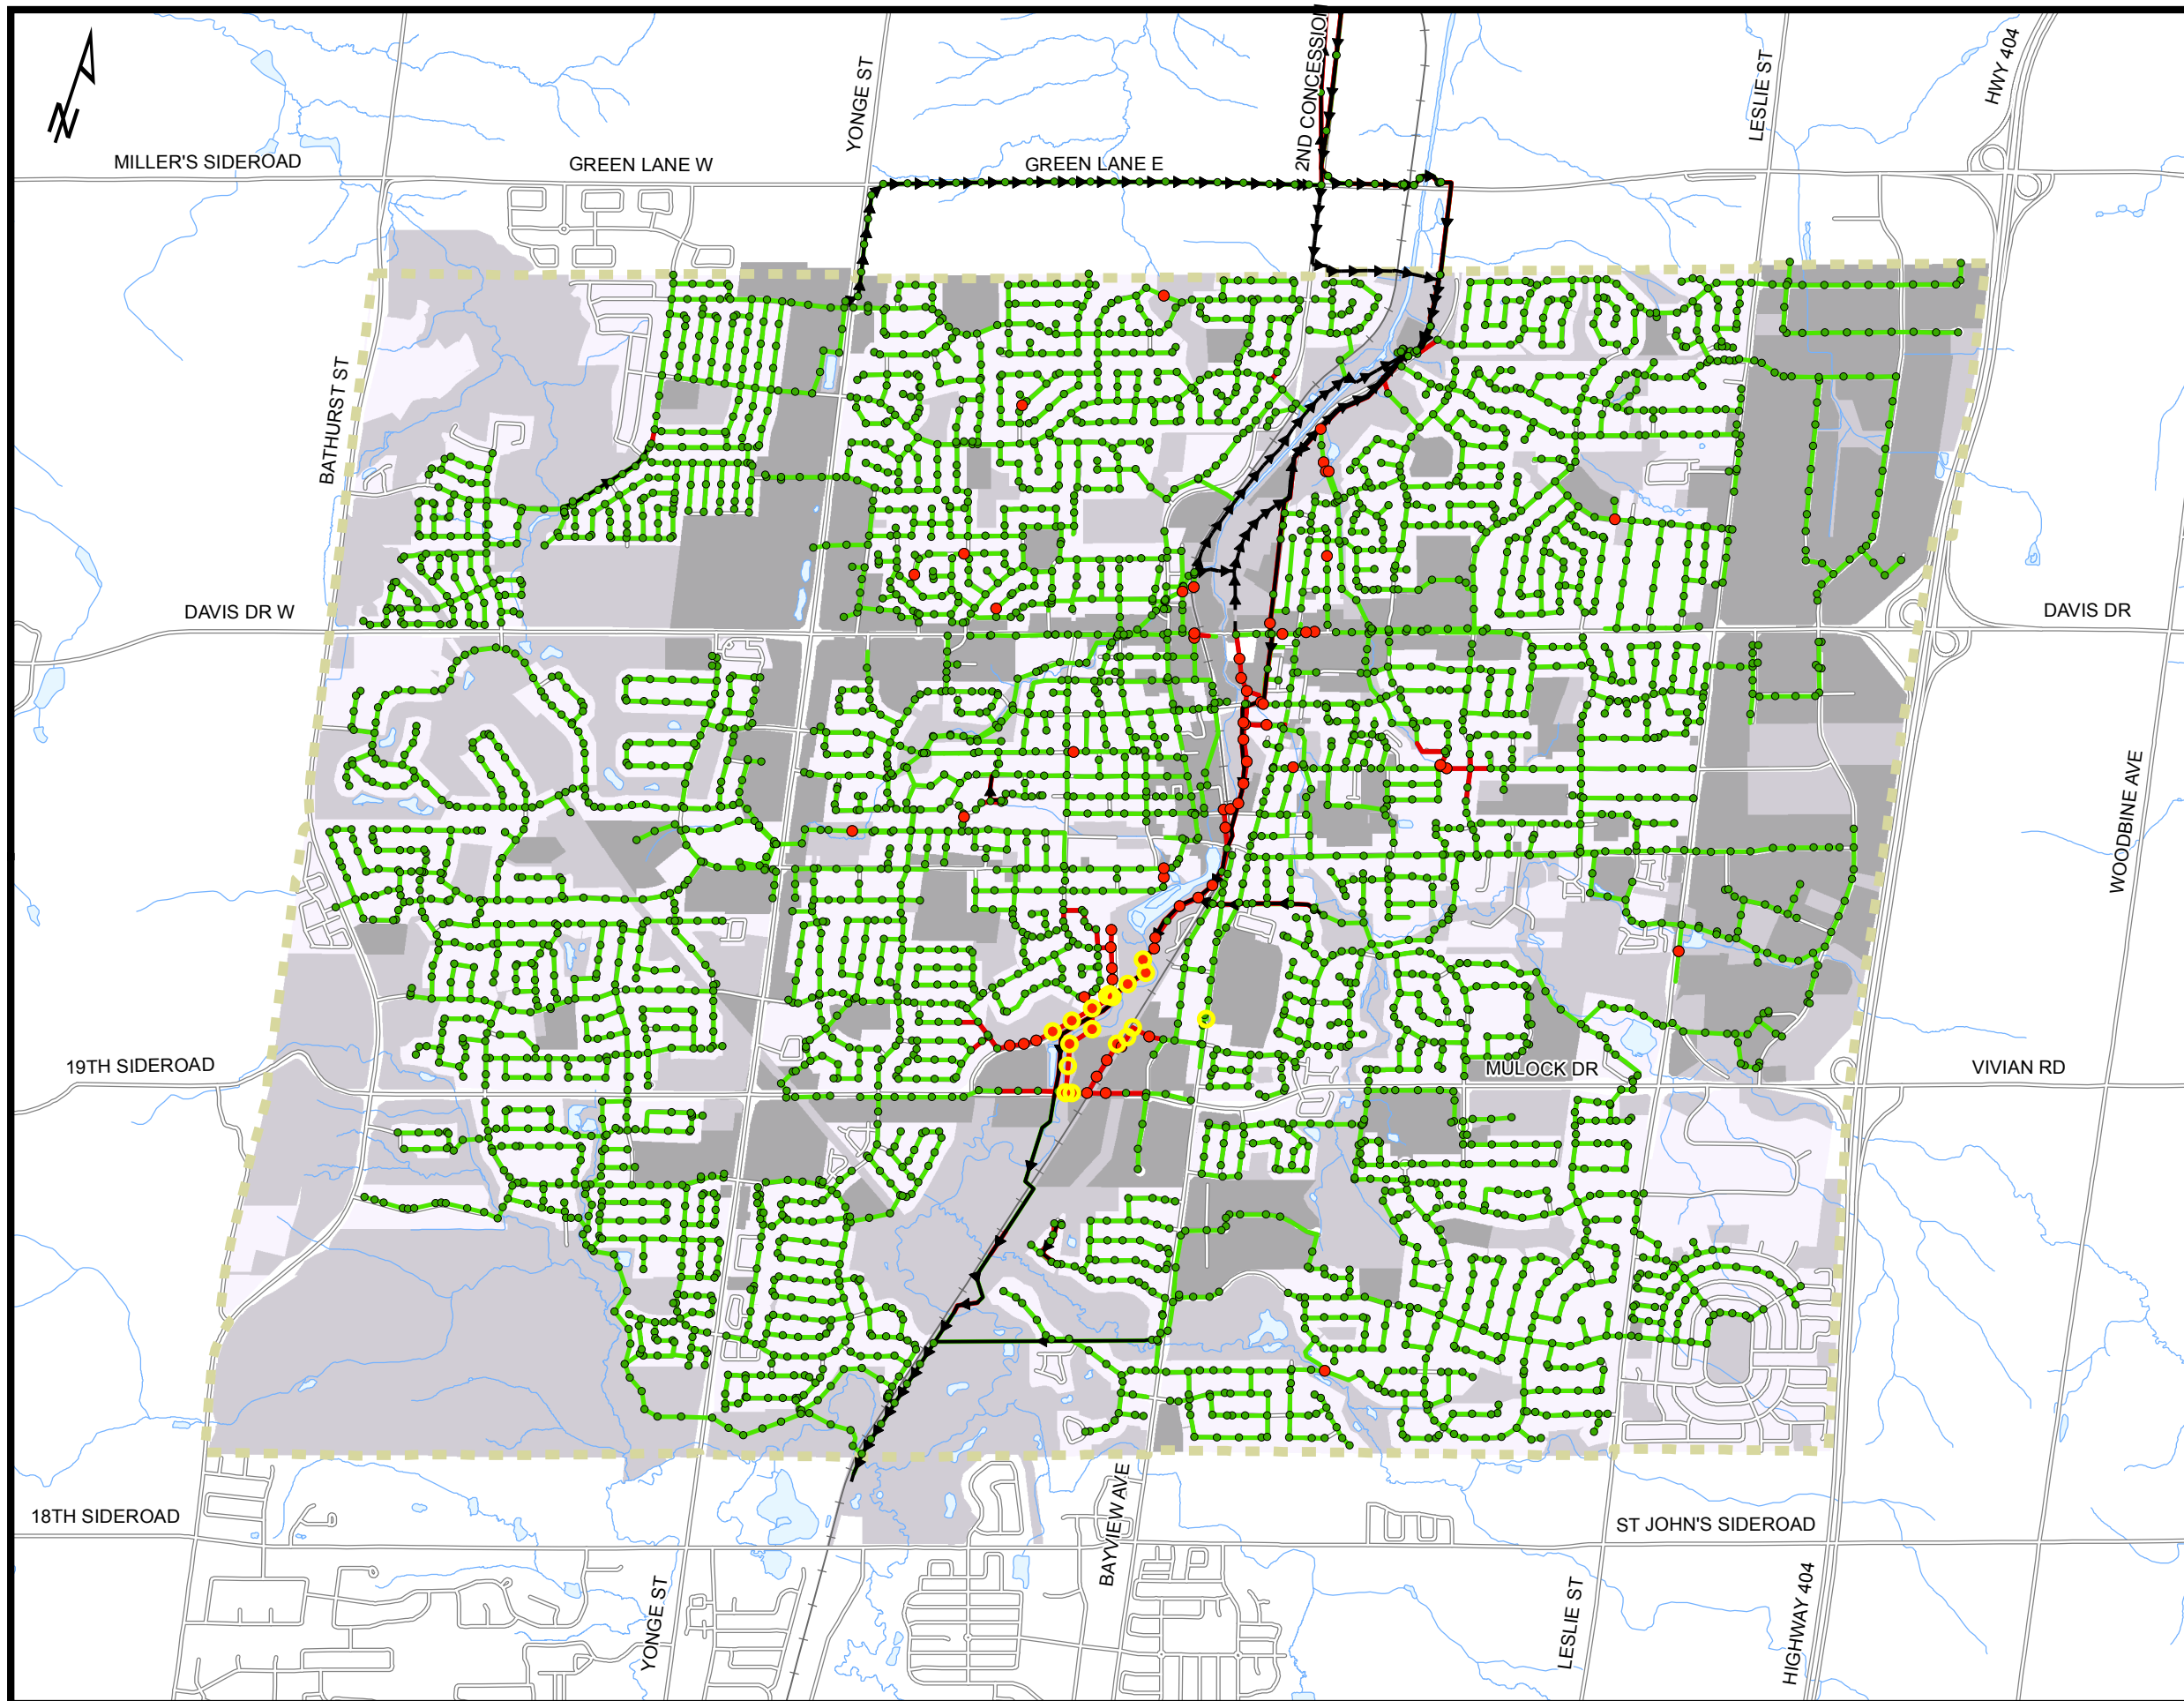 2ND CONCESSION
HWY 404
YONGE ST
LESLIE ST
MILLER'S SIDEROAD
GREEN LANE W
GREEN LANE E
N
BATHURST ST
DAVIS DR W
DAVIS DR
WOODBINE AVE
19TH SIDEROAD
MULOCK DR
VIVIAN RD
18TH SIDEROAD
BAYVIEW AVE
ST JOHN'S SIDEROAD
YONGE ST
LESLIE ST
HIGHWAY 404